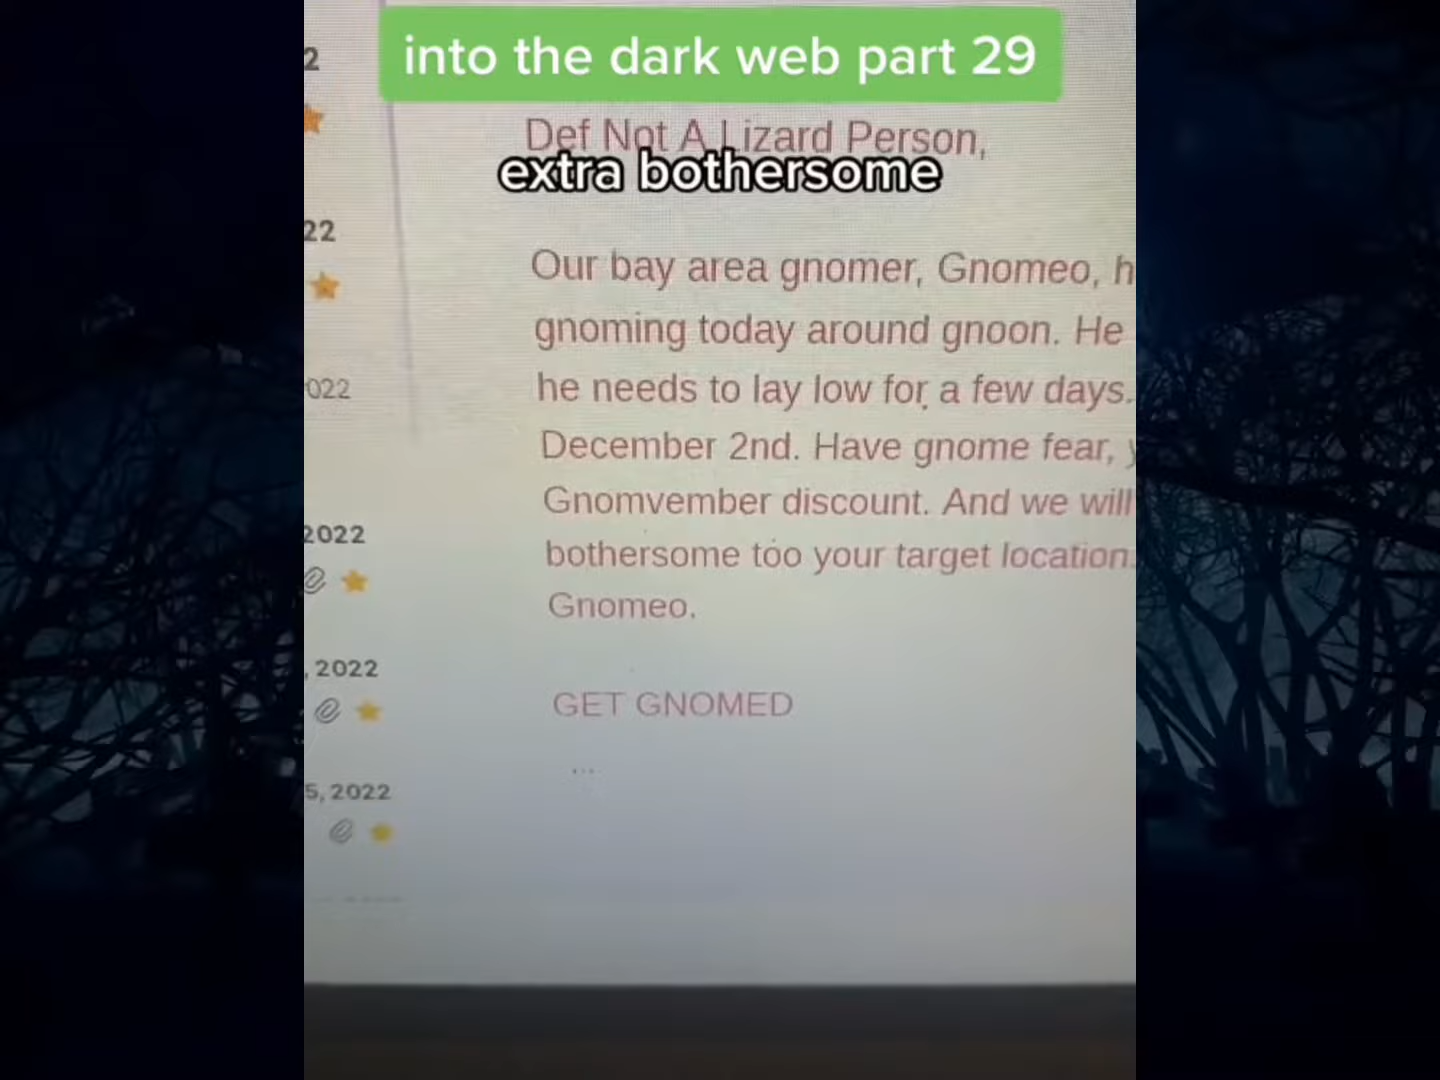 into the dark web part 29
2
Def Not A Lizard Person,
extra bothersome
22
Our bay area gnomer, Gnomeo, h
gnoming today around gnoon. He
he needs to lay low for a few days.
022
December 2nd. Have gnome fear,
Gnomvember discount. And we will
2022
bothersome too your target location.
Gnomeo.
, 2022
GET GNOMED
...
5, 2022